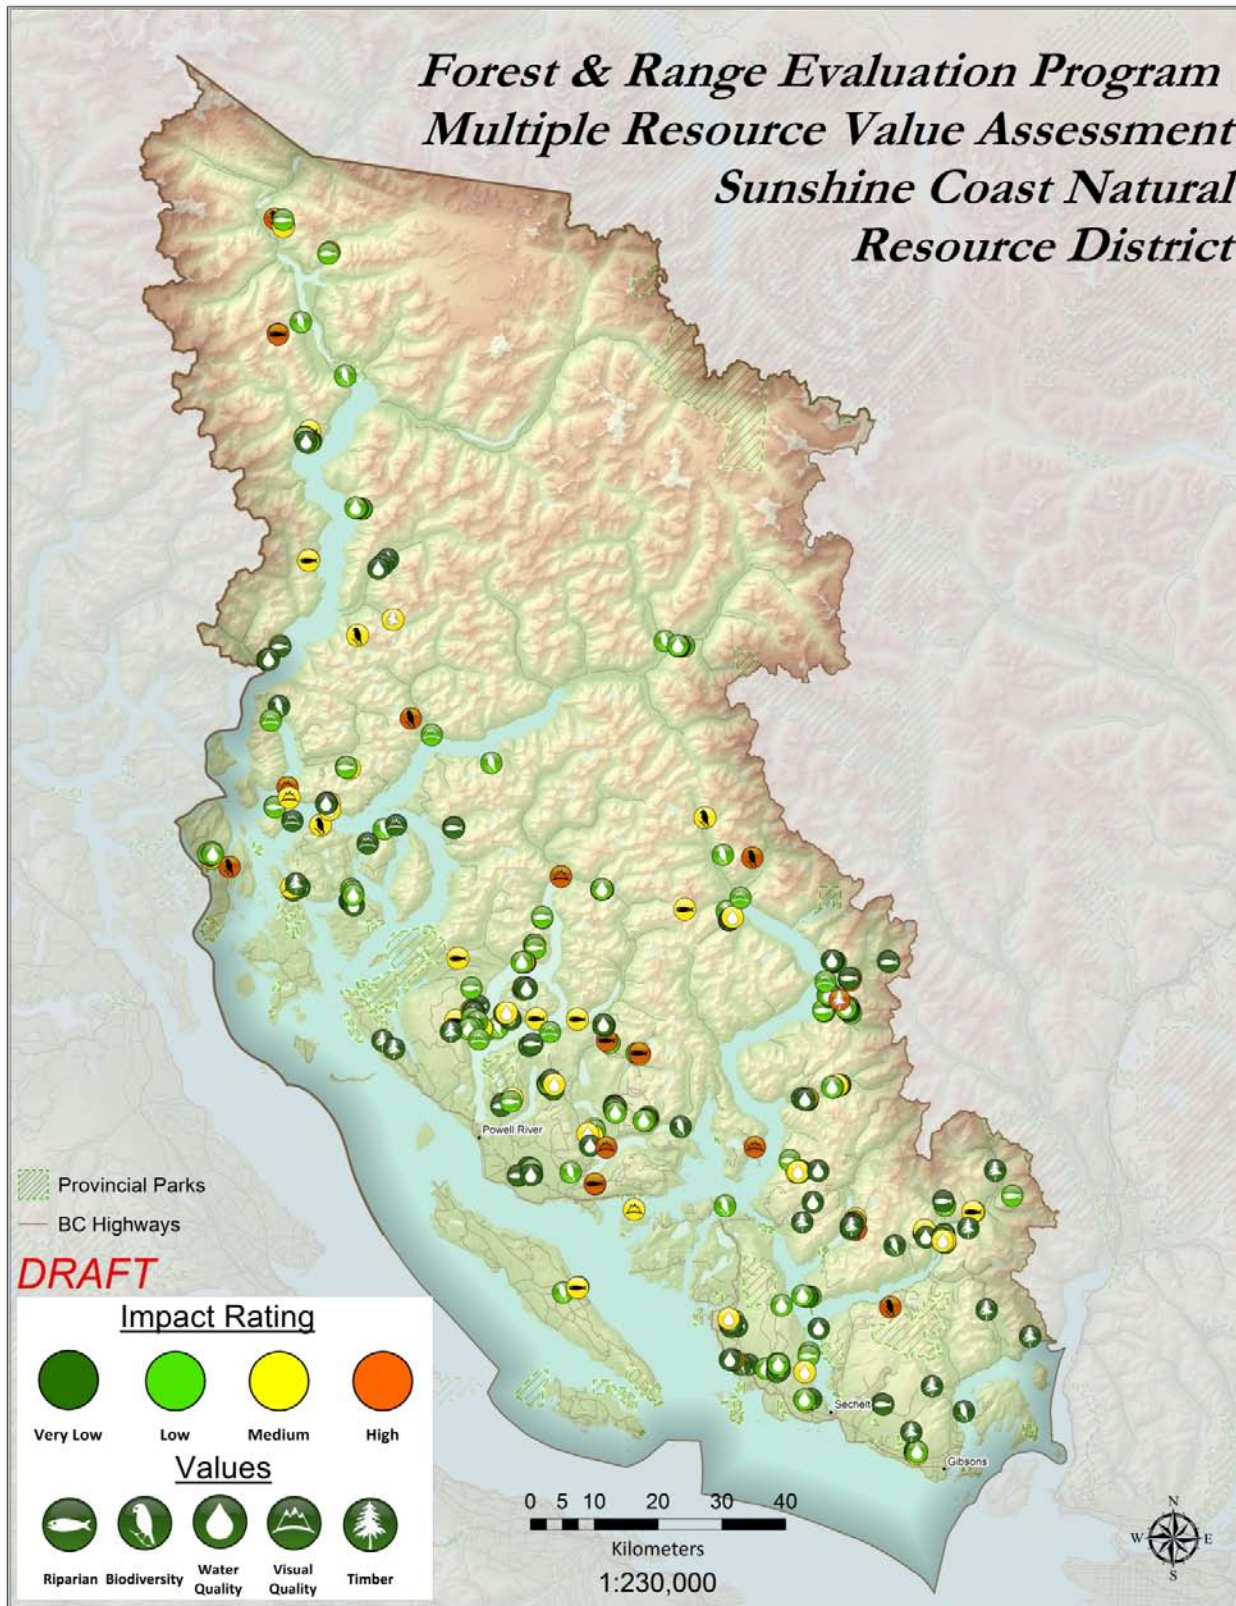 Forest & Range Evaluation Program
Multiple Resource Value Assessment
Sunshine Coast Natural
Resource District
Powell River
Sechelt
Gibsons
Provincial Parks
BC Highways
DRAFT
Impact Rating
Very Low Low Medium High
Values
Riparian Biodiversity Water Quality Visual Quality Timber
0 5 10 20 30 40
Kilometers
1:230,000
N
W E
S